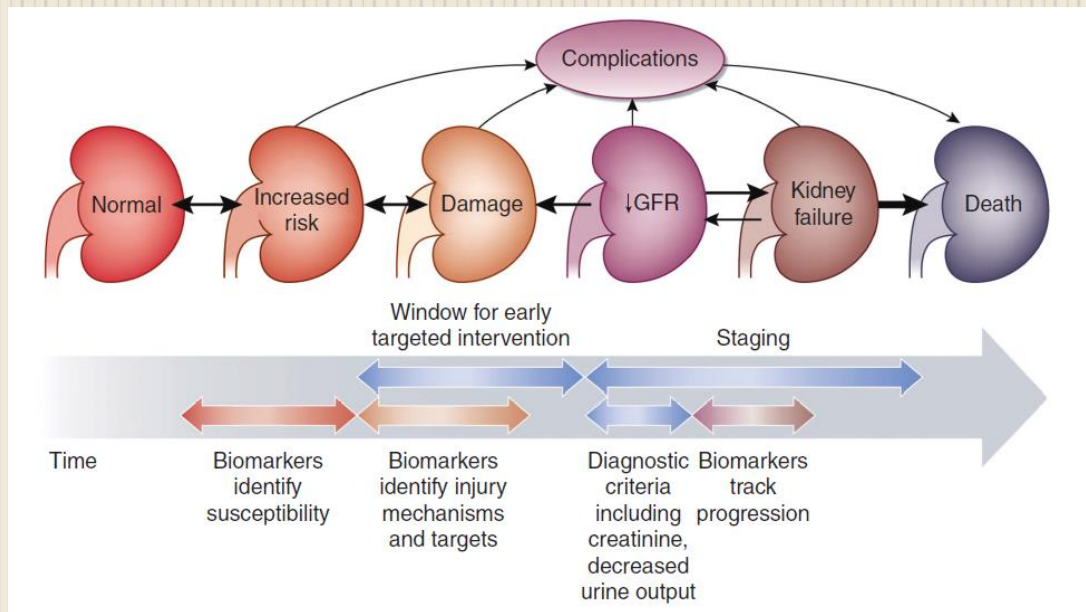 Complications
Normal
Increased
risk
Damage
↓GFR
Kidney
failure
Death
Window for early
targeted intervention
Staging
Time
Biomarkers
identify
susceptibility
Biomarkers
identify injury
mechanisms
and targets
Diagnostic
criteria
including
creatinine,
decreased
urine output
Biomarkers
track
progression